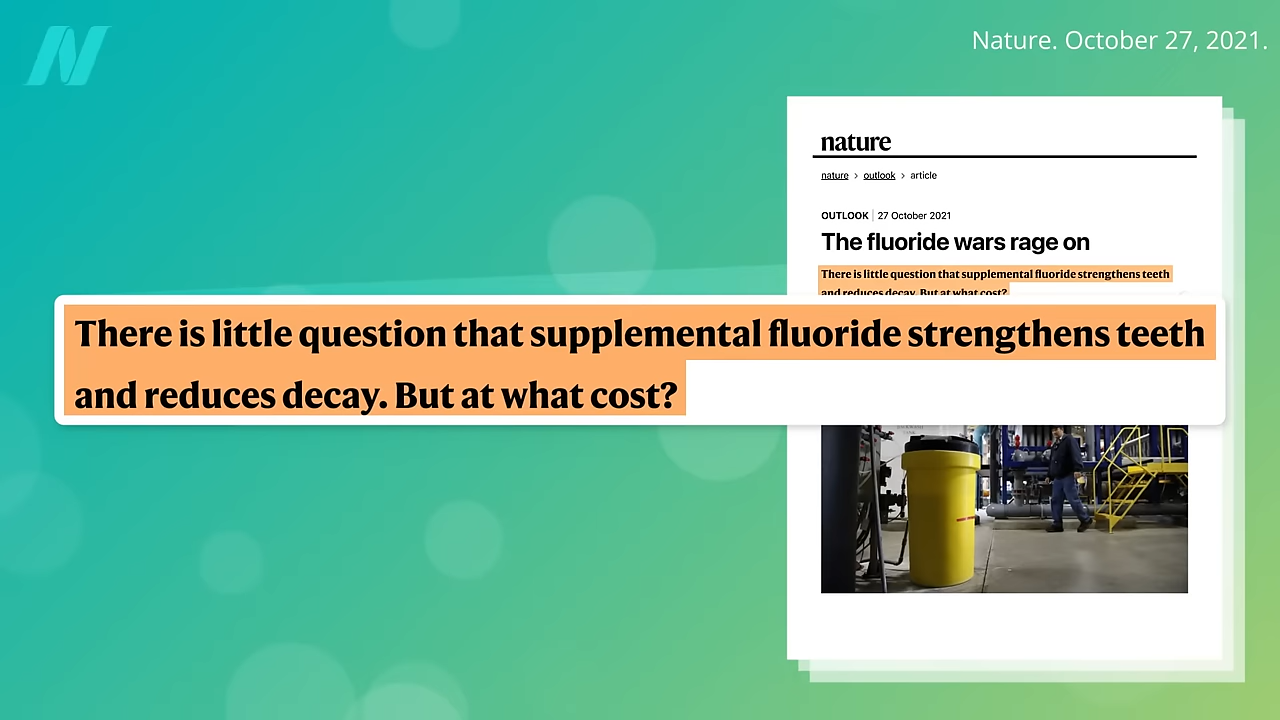 Nature. October 27, 2021.
nature
nature > outlook > article
OUTLOOK | 27 October 2021
The fluoride wars rage on
There is little question that supplemental fluoride strengthens teeth
and reduces decay. But at what cost?
There is little question that supplemental fluoride strengthens teeth
and reduces decay. But at what cost?